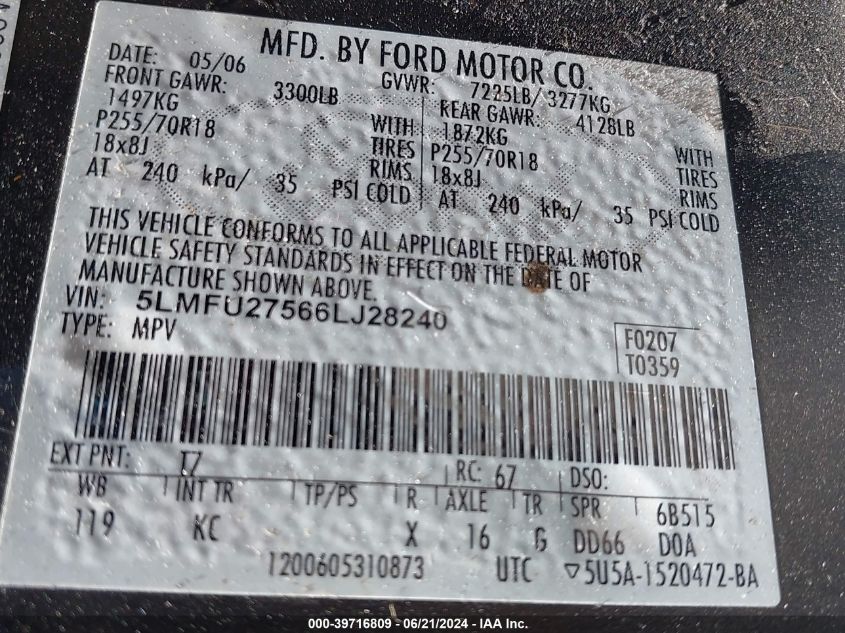 MFD. BY FORD MOTOR CO.
DATE: 05/06 GVWR: 7225LB/3277KG
FRONT GAWR: 3300LB REAR GAWR: 4128LB
1497KG 1872KG
P255/70R18 WITH TIRES P255/70R18 WITH TIRES
18x8J RIMS 18x8J RIMS
AT 240 kPa/ 35 PSI COLD AT 240 kPa/ 35 PSI COLD
THIS VEHICLE CONFORMS TO ALL APPLICABLE FEDERAL MOTOR
VEHICLE SAFETY STANDARDS IN EFFECT ON THE DATE OF
MANUFACTURE SHOWN ABOVE.
VIN: 5LMFU27566LJ28240
TYPE: MPV
F0207
T0359
EXT PNT: T7 RC: 67 DSO:
WB INT TR TP/PS R AXLE TR SPR 6B515
119 KC X 16 G DD66 DOA
1200605310873 UTC ▽5U5A-1520472-BA
000-39716809 - 06/21/2024 - IAA, Inc.